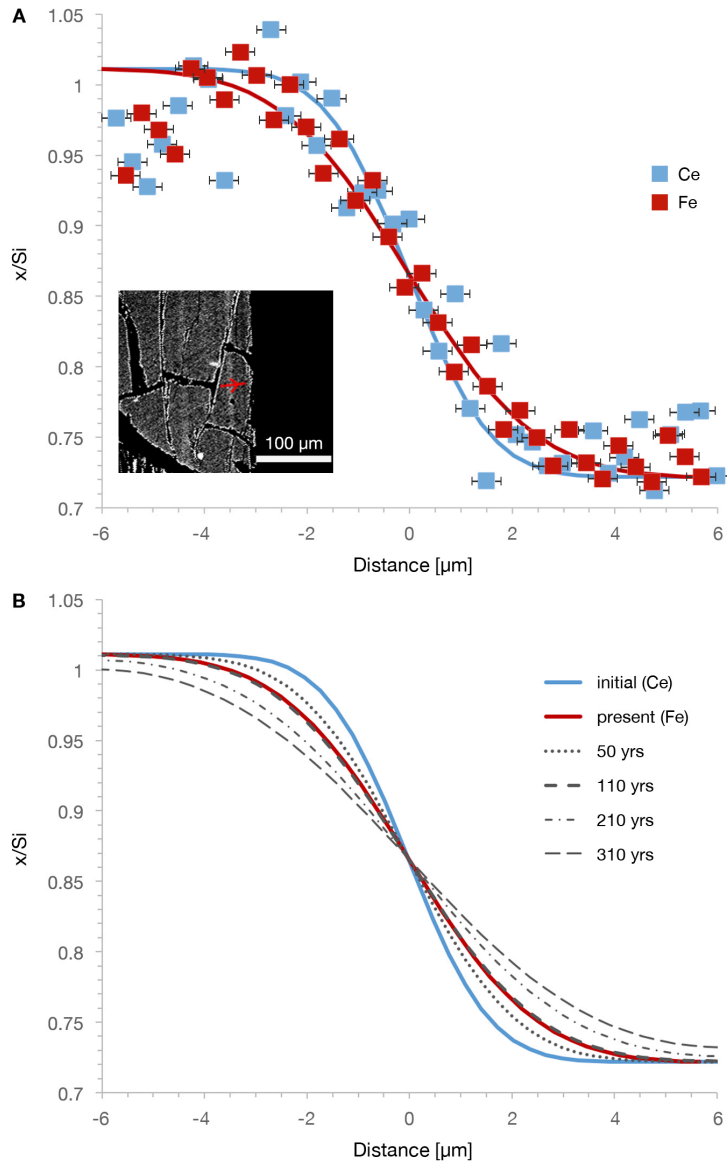 A
1.05
1
0.95
0.9
0.85
0.8
0.75
0.7
x/Si
Ce
Fe
100 µm
-6 -4 -2 0 2 4 6
Distance [µm]
B
1.05
1
0.95
0.9
0.85
0.8
0.75
0.7
x/Si
initial (Ce)
present (Fe)
50 yrs
110 yrs
210 yrs
310 yrs
-6 -4 -2 0 2 4 6
Distance [µm]